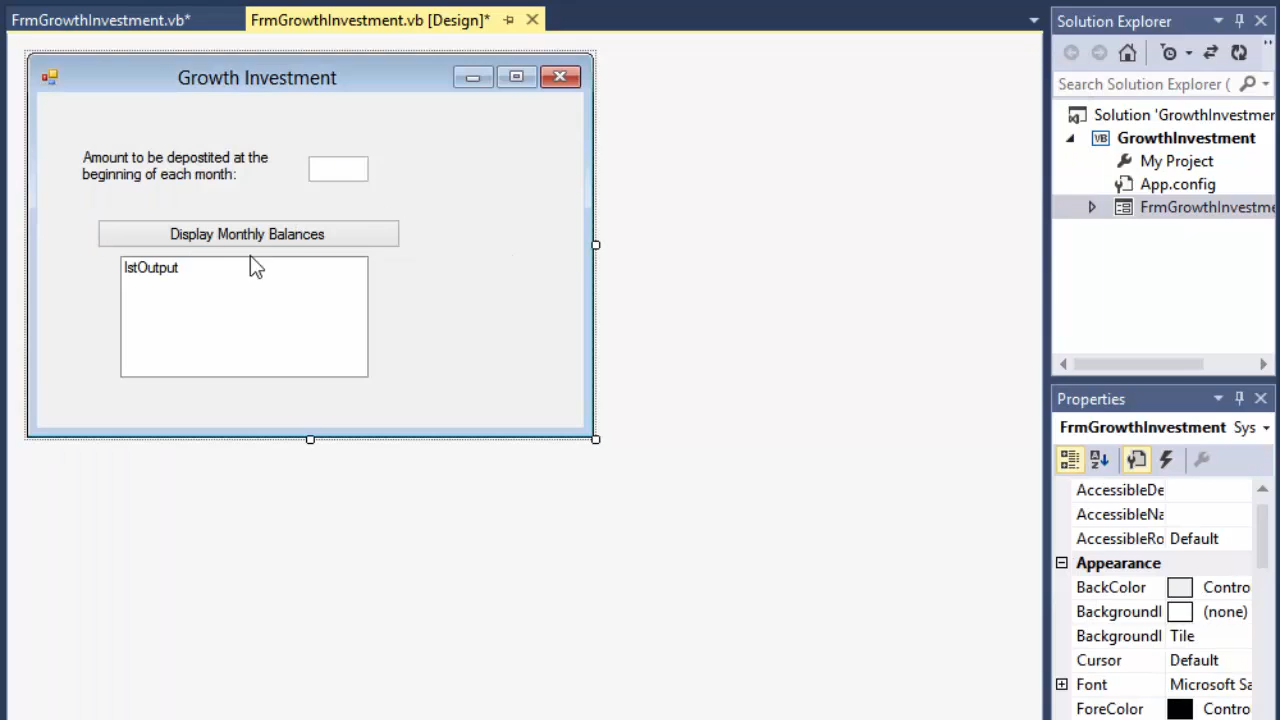 FrmGrowthInvestment.vb*
FrmGrowthInvestment.vb [Design]*
Growth Investment
Amount to be depostited at the
beginning of each month:
Display Monthly Balances
lstOutput
Solution Explorer
Search Solution Explorer (
Solution 'GrowthInvestmer
GrowthInvestment
My Project
App.config
FrmGrowthInvestme
Properties
FrmGrowthInvestment Sys
AccessibleDe
AccessibleNa
AccessibleRo Default
Appearance
BackColor Contro
BackgroundI (none)
BackgroundI Tile
Cursor Default
Font Microsoft Sa
ForeColor Contro